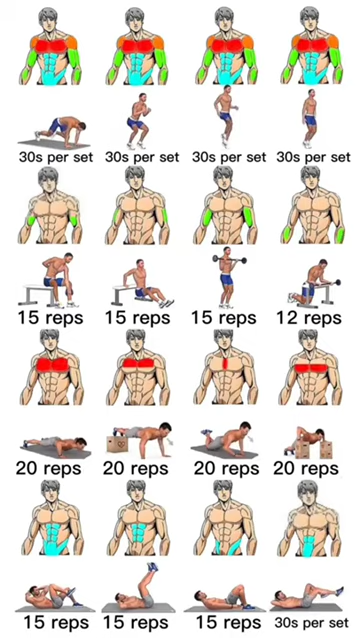 30s per set 30s per set 30s per set 30s per set
15 reps 15 reps 15 reps 12 reps
20 reps 20 reps 20 reps 20 reps
15 reps 15 reps 15 reps 30s per set